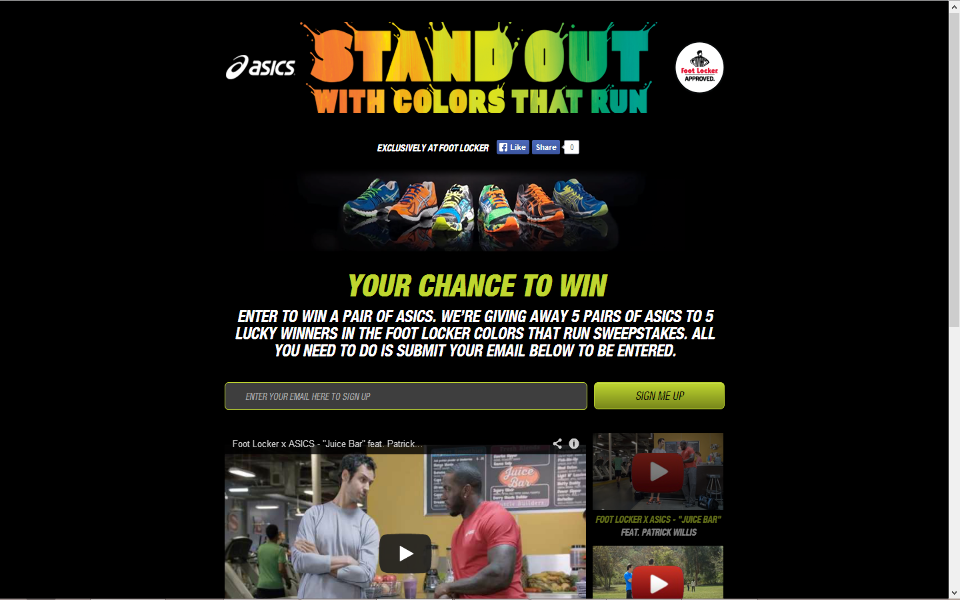 asics
STAND OUT
WITH COLORS THAT RUN
Foot Locker
APPROVED.
EXCLUSIVELY AT FOOT LOCKER
Like
Share
0
YOUR CHANCE TO WIN
ENTER TO WIN A PAIR OF ASICS. WE'RE GIVING AWAY 5 PAIRS OF ASICS TO 5
LUCKY WINNERS IN THE FOOT LOCKER COLORS THAT RUN SWEEPSTAKES. ALL
YOU NEED TO DO IS SUBMIT YOUR EMAIL BELOW TO BE ENTERED.
ENTER YOUR EMAIL HERE TO SIGN UP
SIGN ME UP
Foot Locker x ASICS - "Juice Bar" feat. Patrick...
Juice
Bar
FOOT LOCKER X ASICS - "JUICE BAR"
FEAT. PATRICK WILLIS